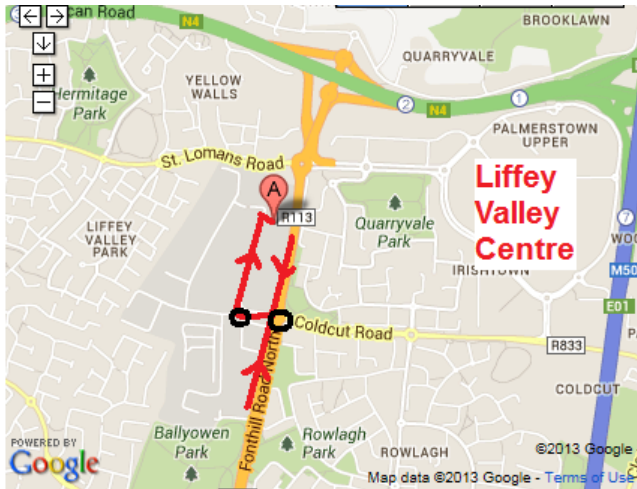 can Road
N4
BROOKLAWN
QUARRYVALE
YELLOW
WALLS
Hermitage
Park
2
N4
1
PALMERSTOWN
UPPER
St. Lomans Road
Liffey
Valley
Centre
A
R113
LIFFEY
VALLEY
PARK
Quarryvale
Park
7
WO
IRISHTOWN
M50
E01
Coldcut Road
R833
P
Fonthill Road North
COLDCUT
Ballyowen
Park
Rowlagh
Park
ROWLAGH
POWERED BY
Google
©2013 Google
Map data ©2013 Google - Terms of Use